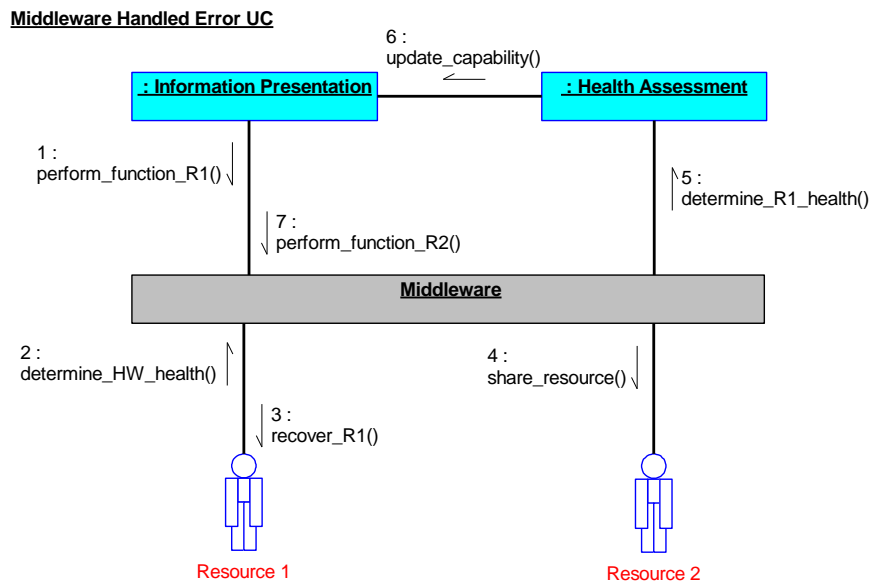 Middleware Handled Error UC
6 :
update_capability()
: Information Presentation
: Health Assessment
1 :
perform_function_R1()
5 :
determine_R1_health()
7 :
perform_function_R2()
Middleware
2 :
determine_HW_health()
4 :
share_resource()
3 :
recover_R1()
Resource 1
Resource 2